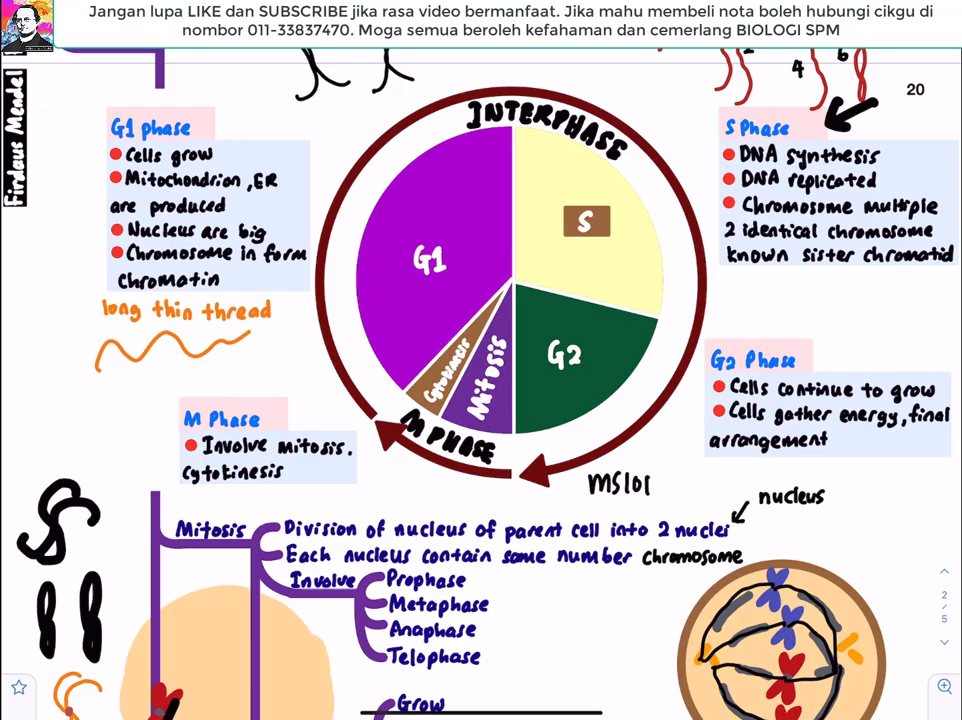 Jangan lupa LIKE dan SUBSCRIBE jika rasa video bermanfaat. Jika mahu membeli nota boleh hubungi cikgu di
nombor 011-33837470. Moga semua beroleh kefahaman dan cemerlang BIOLOGI SPM
Firdaus Mendel
4
6
20
INTERPHASE
G1 phase
Cells grow
Mitochondrion, ER
are produced
Nucleus are big
Chromosome in form
chromatin
long thin thread
S Phase
DNA synthesis
DNA replicated
Chromosome multiple
2 identical chromosome
known sister chromatid
G1
S
G2
Mitosis
Cytokinesis
M PHASE
G2 Phase
Cells continue to grow
Cells gather energy, final
arrangement
M Phase
Involve mitosis.
cytokinesis
MS101
nucleus
Mitosis
Division of nucleus of parent cell into 2 nuclei
Each nucleus contain same number chromosome
Involve
Prophase
Metaphase
Anaphase
Telophase
Grow
2
/
5